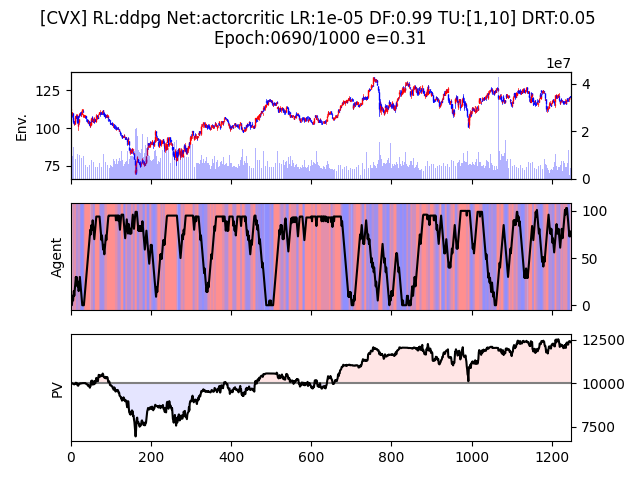 [CVX] RL:ddpg Net:actorcritic LR:1e-05 DF:0.99 TU:[1,10] DRT:0.05
Epoch:0690/1000 e=0.31
1e7
125
100
75
Env.
4
2
0
Agent
100
50
0
PV
12500
10000
7500
0 200 400 600 800 1000 1200